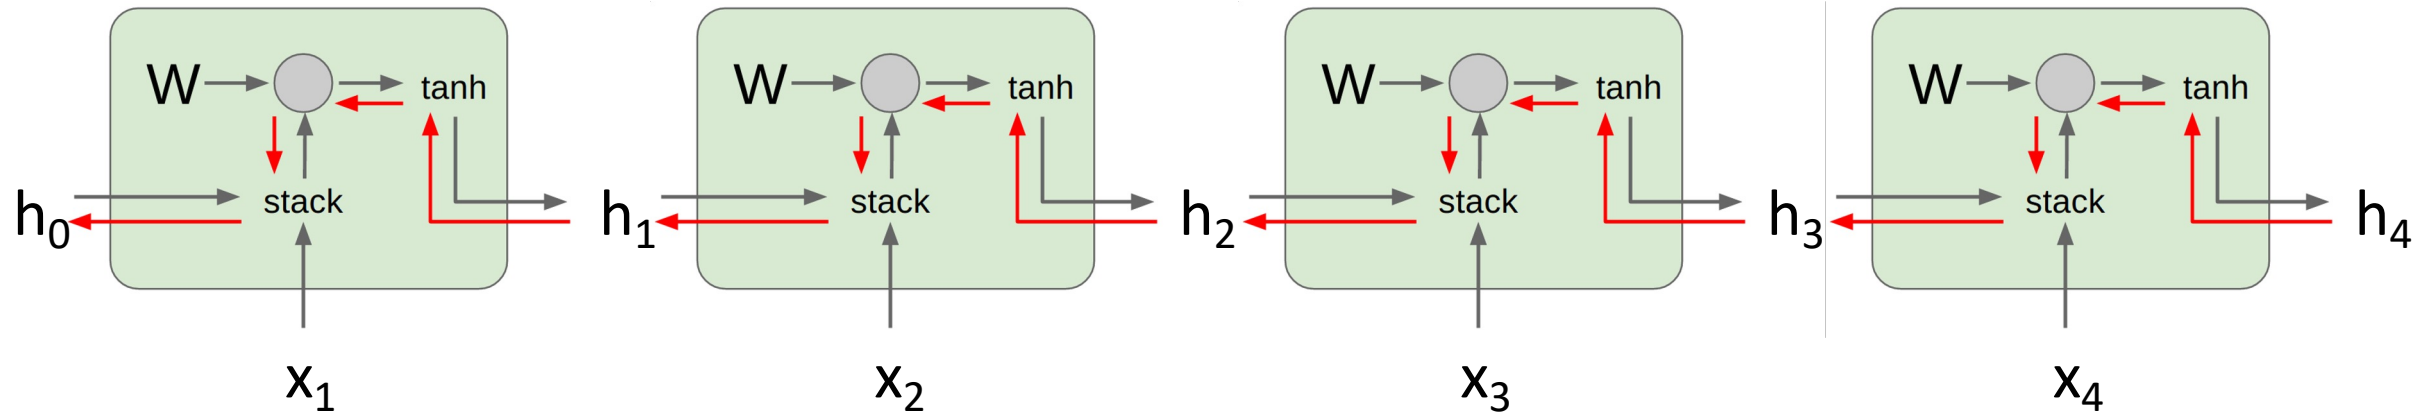 W tanh W tanh W tanh W tanh
h₀ stack h₁ stack h₂ stack h₃ stack h₄
x₁ x₂ x₃ x₄